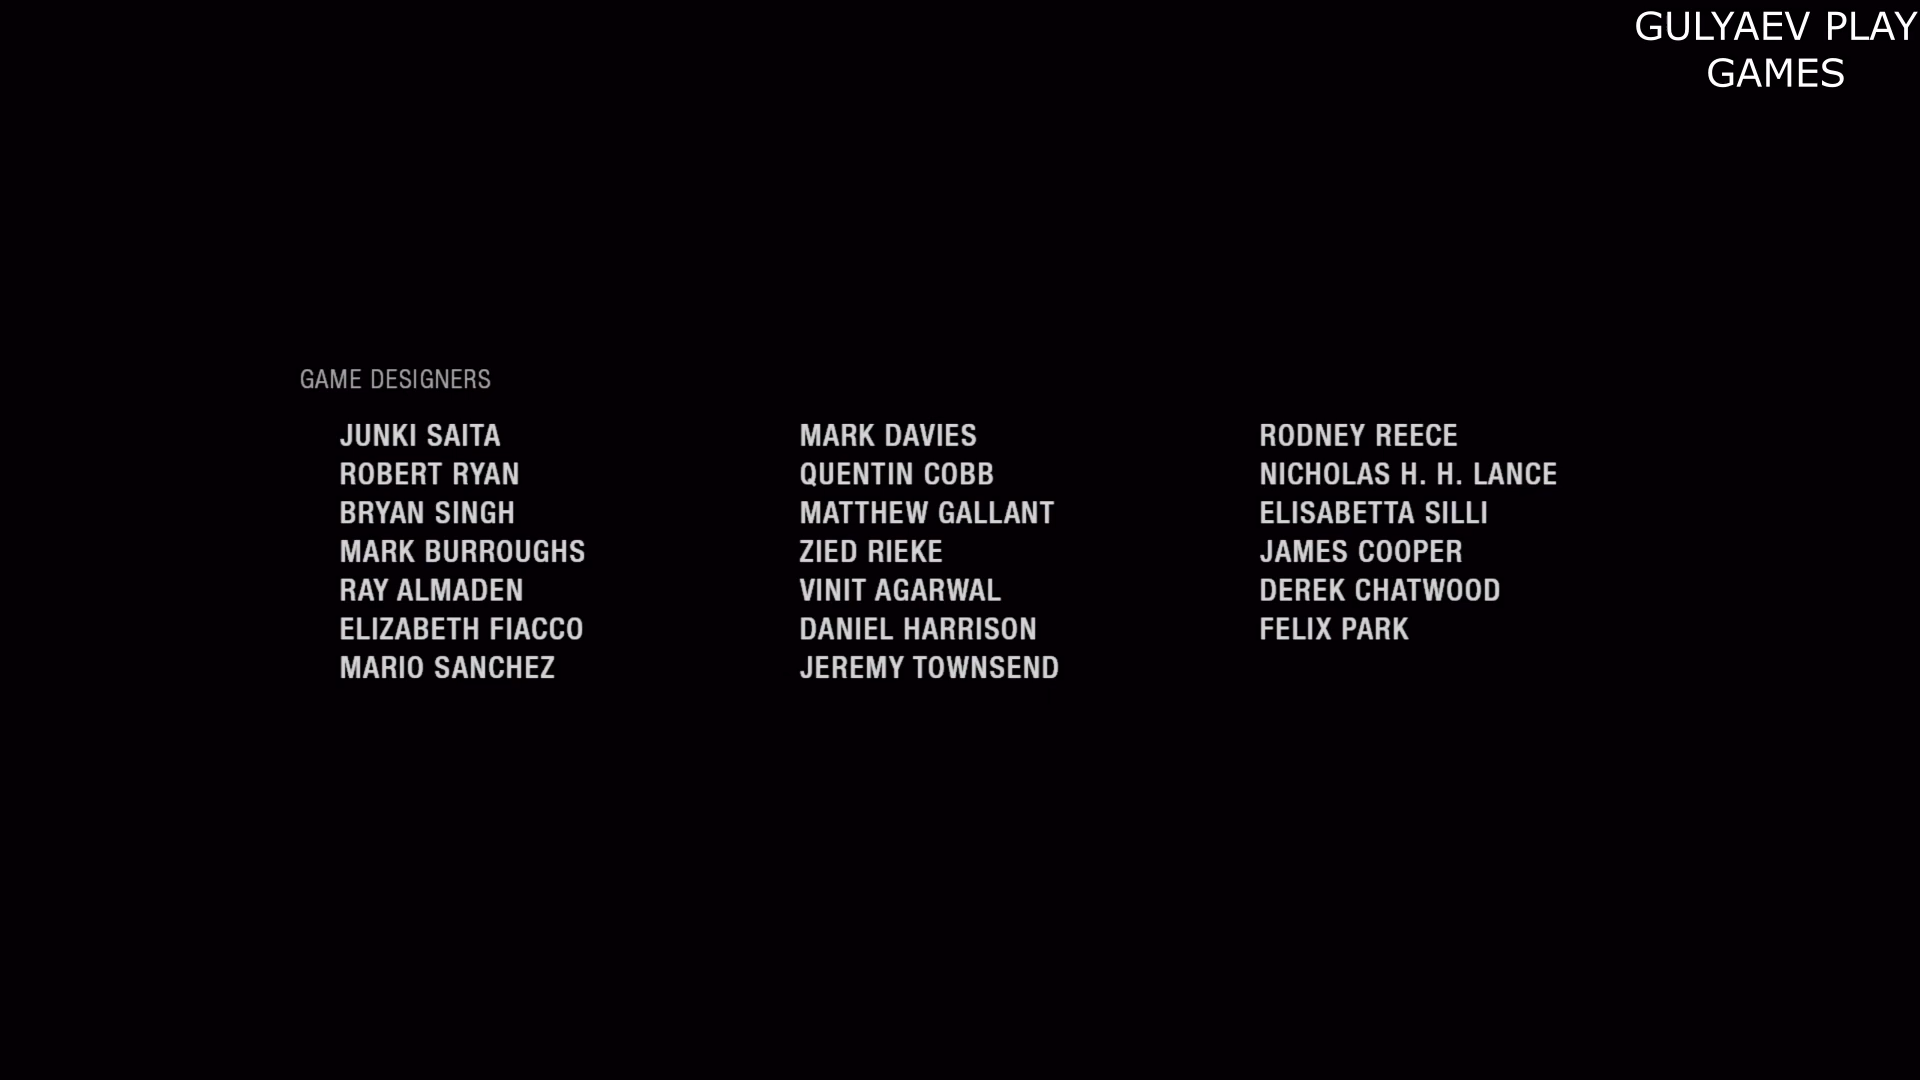 GULYAEV PLAY
GAMES
GAME DESIGNERS
JUNKI SAITA
ROBERT RYAN
BRYAN SINGH
MARK BURROUGHS
RAY ALMADEN
ELIZABETH FIACCO
MARIO SANCHEZ
MARK DAVIES
QUENTIN COBB
MATTHEW GALLANT
ZIED RIEKE
VINIT AGARWAL
DANIEL HARRISON
JEREMY TOWNSEND
RODNEY REECE
NICHOLAS H. H. LANCE
ELISABETTA SILLI
JAMES COOPER
DEREK CHATWOOD
FELIX PARK